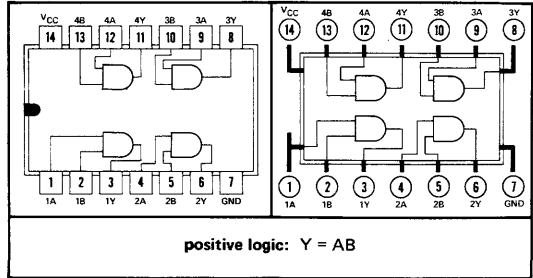 VCC 4B 4A 4Y 3B 3A 3Y
14 13 12 11 10 9 8
1 2 3 4 5 6 7
1A 1B 1Y 2A 2B 2Y GND
VCC 4B 4A 4Y 3B 3A 3Y
14 13 12 11 10 9 8
1 2 3 4 5 6 7
1A 1B 1Y 2A 2B 2Y GND
positive logic: Y = AB